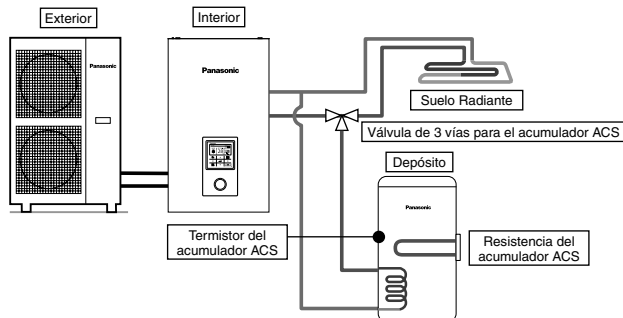 Exterior
Interior
Panasonic
Panasonic
Suelo Radiante
Válvula de 3 vías para el acumulador ACS
Depósito
Panasonic
Termistor del
acumulador ACS
Resistencia del
acumulador ACS